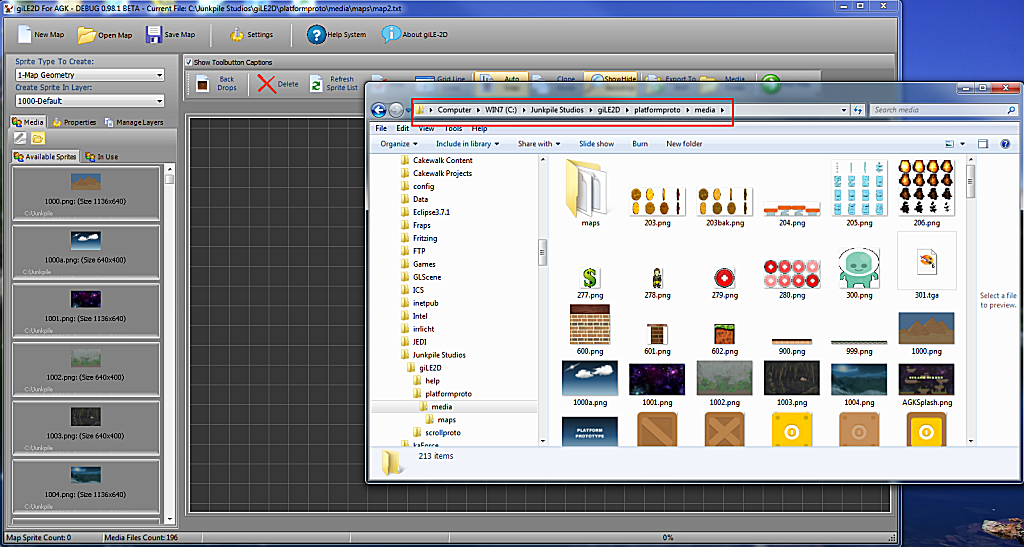 giLE2D For AGK - DEBUG 0.98.1 BETA - Current File: C:\Junkpile Studios\giLE2D\platformproto\media\maps\map2.txt
New Map Open Map Save Map Settings Help System About giLE-2D
Sprite Type To Create:
1-Map Geometry
Create Sprite In Layer:
1000-Default
Media Properties ManageLayers
Available Sprites In Use
1000.png: (Size 1136x640)
C:\Junkpile
1000a.png: (Size 640x400)
C:\Junkpile
1001.png: (Size 1136x640)
C:\Junkpile
1002.png: (Size 640x400)
C:\Junkpile
1003.png: (Size 640x400)
C:\Junkpile
1004.png: (Size 1136x640)
C:\Junkpile
Show Toolbutton Captions
Back Drops
Delete
Refresh Sprite List
Grid Line
Auto
Clone
Show/Hide
Export To
Media
Computer WIN7 (C:) Junkpile Studios giLE2D platformproto media
Search media
File Edit View Tools Help
Organize Include in library Share with Slide show Burn New folder
Cakewalk Content
Cakewalk Projects
config
Data
Eclipse3.7.1
Fraps
Fritzing
FTP
Games
GLScene
ICS
inetpub
Intel
irrlicht
JEDI
Junkpile Studios
giLE2D
help
platformproto
media
maps
scrollproto
kaForce
maps 203.png 203bak.png 204.png 205.png 206.png
277.png 278.png 279.png 280.png 300.png 301.tga
600.png 601.png 602.png 900.png 999.png 1000.png
1000a.png 1001.png 1002.png 1003.png 1004.png AGKSplash.png
PLATFORM
PROTOTYPE
Select a file to preview.
213 items
Map Sprite Count: 0 Media Files Count: 196 0%